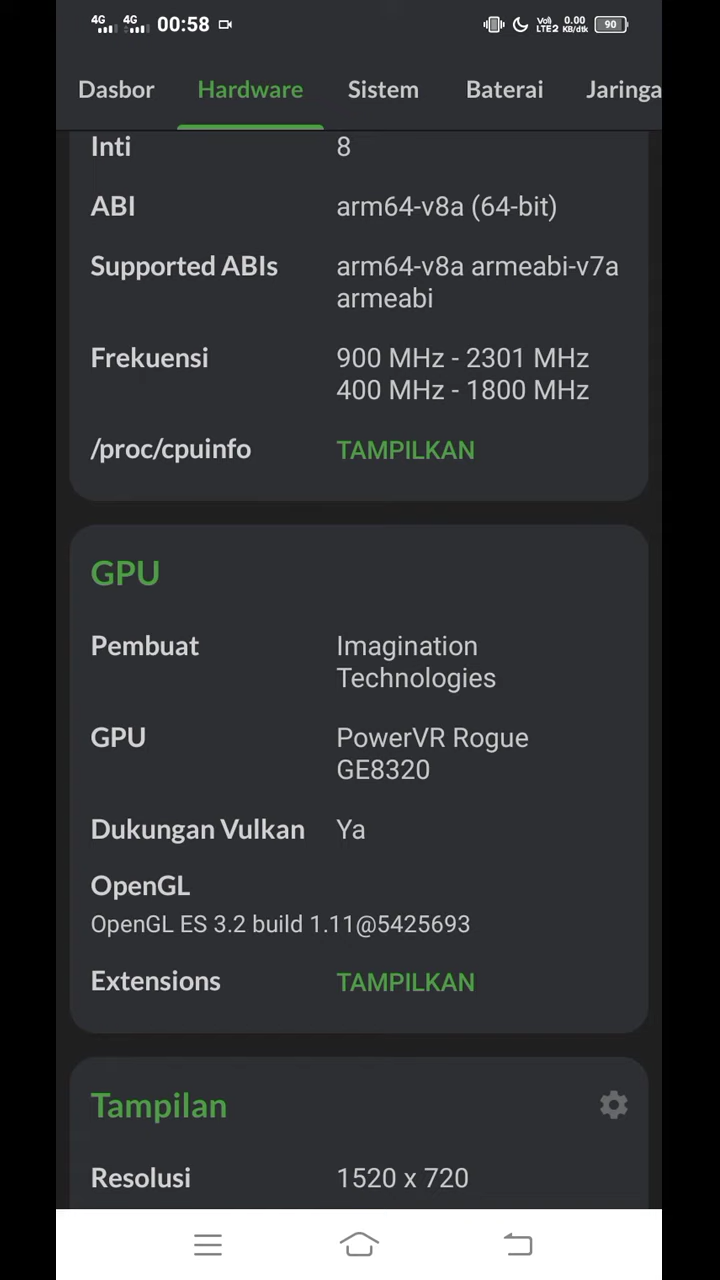 4G 4G 00:58 Vo) LTE2 0.00 KB/dtk 90
Dasbor Hardware Sistem Baterai Jaringa
Inti 8
ABI arm64-v8a (64-bit)
Supported ABIs arm64-v8a armeabi-v7a
armeabi
Frekuensi 900 MHz - 2301 MHz
400 MHz - 1800 MHz
/proc/cpuinfo TAMPILKAN
GPU
Pembuat Imagination
Technologies
GPU PowerVR Rogue
GE8320
Dukungan Vulkan Ya
OpenGL
OpenGL ES 3.2 build 1.11@5425693
Extensions TAMPILKAN
Tampilan
Resolusi 1520 x 720